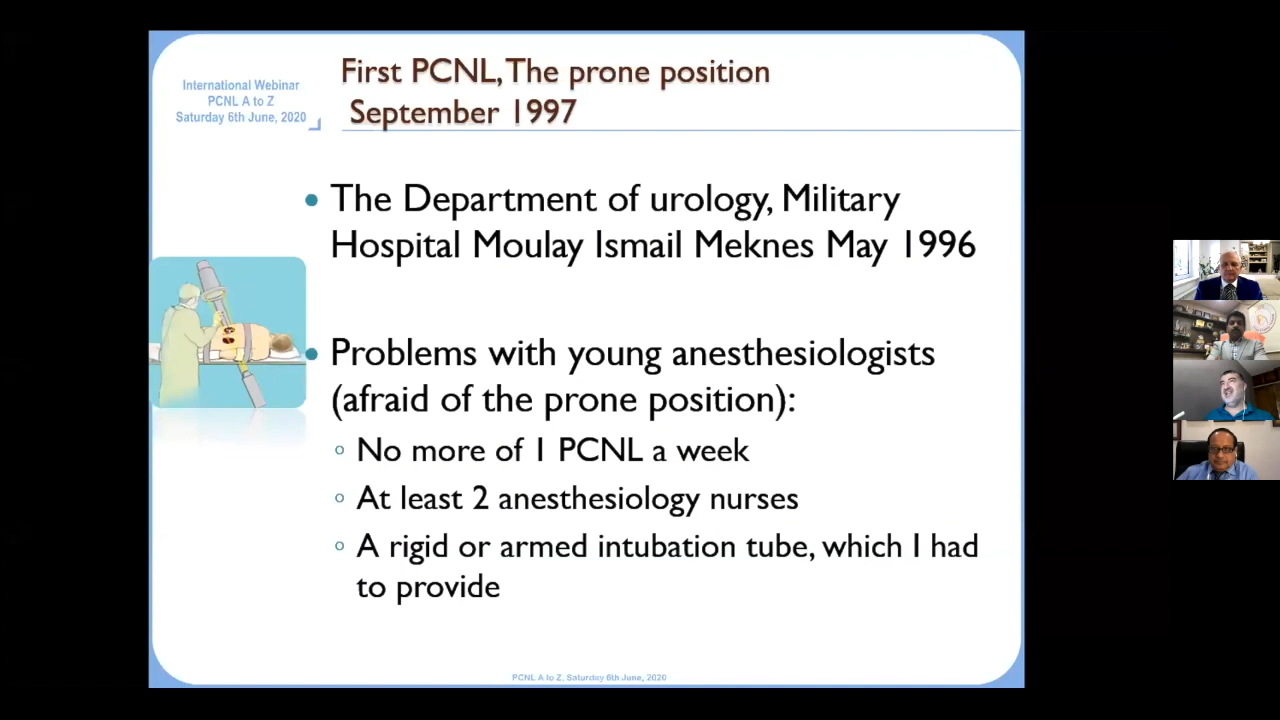 International Webinar
PCNL A to Z
Saturday 6th June, 2020
First PCNL, The prone position
September 1997
• The Department of urology, Military
Hospital Moulay Ismail Meknes May 1996
• Problems with young anesthesiologists
(afraid of the prone position):
◦ No more of 1 PCNL a week
◦ At least 2 anesthesiology nurses
◦ A rigid or armed intubation tube, which I had
to provide
PCNL A to Z, Saturday 6th June, 2020